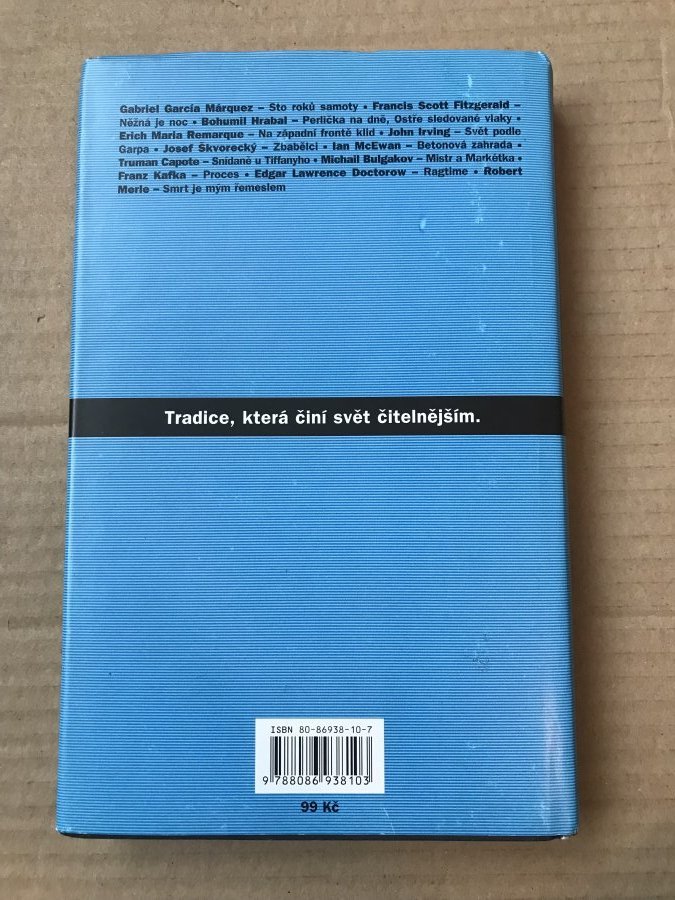 Gabriel García Márquez – Sto roků samoty • Francis Scott Fitzgerald –
Něžná je noc • Bohumil Hrabal – Perlička na dně, Ostře sledované vlaky •
Erich Maria Remarque – Na západní frontě klid • John Irving – Svět podle
Garpa • Josef Škvorecký – Zbabělci • Ian McEwan – Betonová zahrada •
Truman Capote – Snídaně u Tiffanyho • Michail Bulgakov – Mistr a Markétka •
Franz Kafka – Proces • Edgar Lawrence Doctorow – Ragtime • Robert
Merle – Smrt je mým řemeslem
Tradice, která činí svět čitelnějším.
ISBN 80-86938-10-7
9 788086 938103
99 Kč